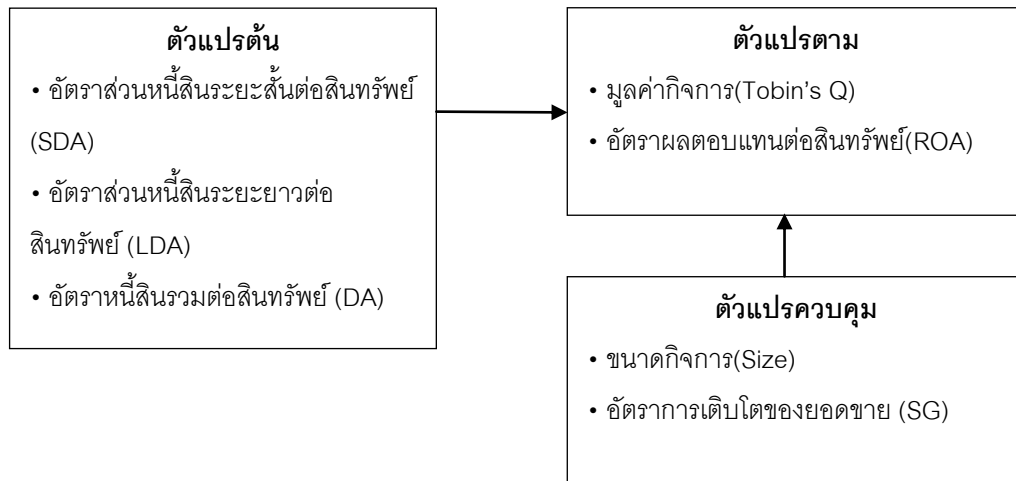 ตัวแปรต้น
• อัตราส่วนหนี้สินระยะสั้นต่อสินทรัพย์
(SDA)
• อัตราส่วนหนี้สินระยะยาวต่อ
สินทรัพย์ (LDA)
• อัตราหนี้สินรวมต่อสินทรัพย์ (DA)
ตัวแปรตาม
• มูลค่ากิจการ(Tobin’s Q)
• อัตราผลตอบแทนต่อสินทรัพย์(ROA)
ตัวแปรควบคุม
• ขนาดกิจการ(Size)
• อัตราการเติบโตของยอดขาย (SG)